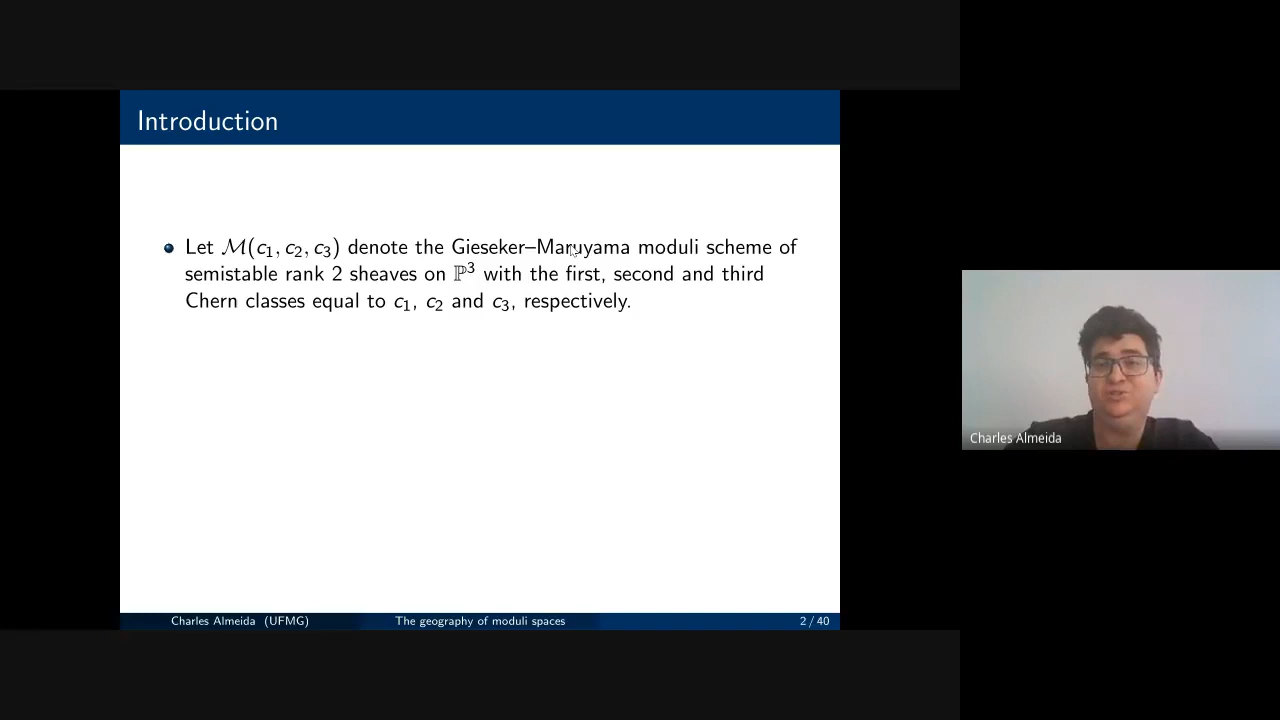 Introduction
Let ℳ(c₁, c₂, c₃) denote the Gieseker–Maruyama moduli scheme of
semistable rank 2 sheaves on ℙ³ with the first, second and third
Chern classes equal to c₁, c₂ and c₃, respectively.
Charles Almeida
Charles Almeida (UFMG) The geography of moduli spaces 2 / 40